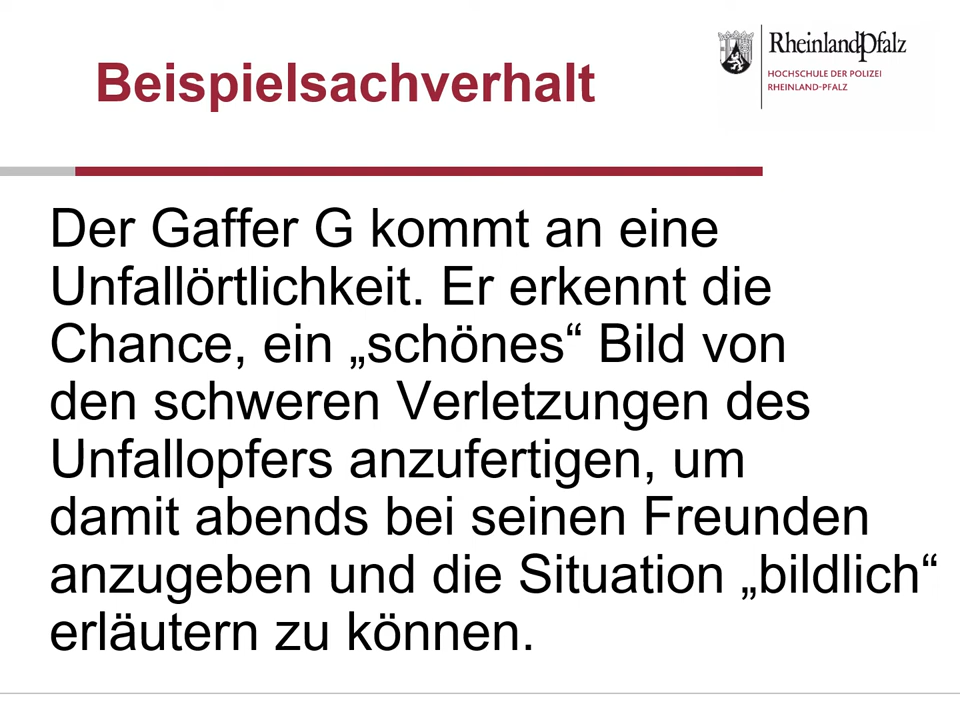 Beispielsachverhalt
RheinlandPfalz
HOCHSCHULE DER POLIZEI
RHEINLAND-PFALZ
Der Gaffer G kommt an eine
Unfallörtlichkeit. Er erkennt die
Chance, ein „schönes“ Bild von
den schweren Verletzungen des
Unfallopfers anzufertigen, um
damit abends bei seinen Freunden
anzugeben und die Situation „bildlich“
erläutern zu können.